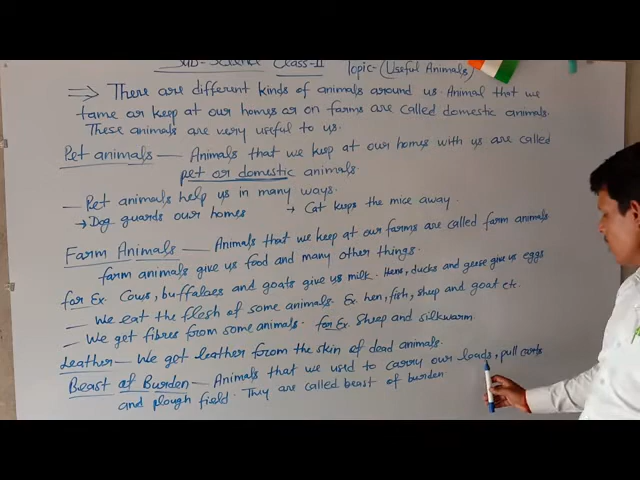 Sub- Science Class-II Topic-(Useful Animals)
⇒ There are different kinds of animals around us. Animal that we
tame or keep at our homes or on farms are called domestic animals.
These animals are very useful to us.
Pet animals — Animals that we keep at our homes with us are called
pet or domestic animals.
— Pet animals help us in many ways.
→ Dog guards our homes → Cat keeps the mice away.
Farm Animals — Animals that we keep at our farms are called farm animals
farm animals give us food and many other things.
for Ex. Cows, buffaloes and goats give us milk. Hens, ducks and geese give us eggs
— We eat the flesh of some animals. Ex. hen, fish, sheep and goat etc.
— We get fibres from some animals. for Ex. Sheep and silkwarm
Leather — We get leather from the skin of dead animals.
Beast of Burden — Animals that we used to carry our loads, pull carts
and plough field. They are called beast of burden